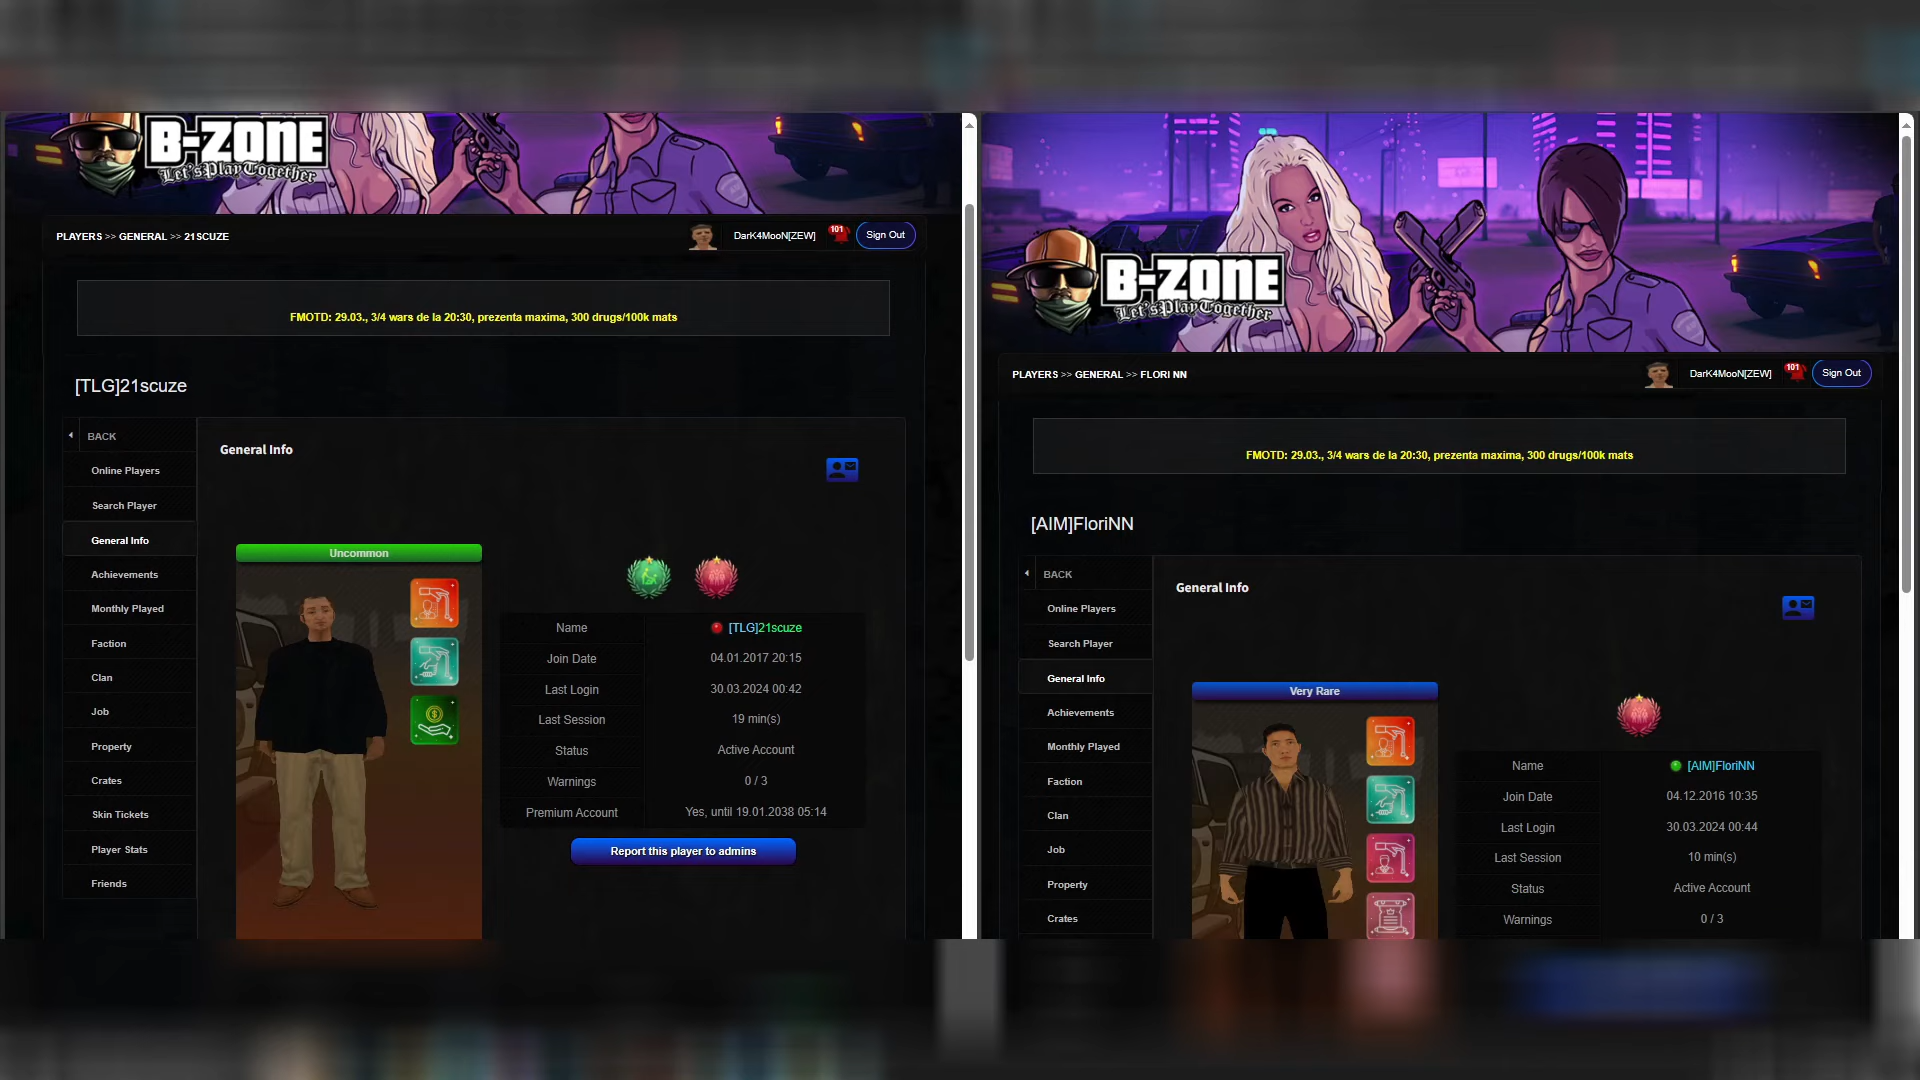 B-ZONE
Let'sPlayTogether
PLAYERS >> GENERAL >> 21SCUZE
DarK4MooN[ZEW]
101
Sign Out
FMOTD: 29.03., 3/4 wars de la 20:30, prezenta maxima, 300 drugs/100k mats
[TLG]21scuze
BACK
Online Players
Search Player
General Info
Achievements
Monthly Played
Faction
Clan
Job
Property
Crates
Skin Tickets
Player Stats
Friends
General Info
Uncommon
Name [TLG]21scuze
Join Date 04.01.2017 20:15
Last Login 30.03.2024 00:42
Last Session 19 min(s)
Status Active Account
Warnings 0 / 3
Premium Account Yes, until 19.01.2038 05:14
Report this player to admins
B-ZONE
Let'sPlayTogether
PLAYERS >> GENERAL >> FLORI NN
DarK4MooN[ZEW]
101
Sign Out
FMOTD: 29.03., 3/4 wars de la 20:30, prezenta maxima, 300 drugs/100k mats
[AIM]FloriNN
BACK
Online Players
Search Player
General Info
Achievements
Monthly Played
Faction
Clan
Job
Property
Crates
General Info
Very Rare
Name [AIM]FloriNN
Join Date 04.12.2016 10:35
Last Login 30.03.2024 00:44
Last Session 10 min(s)
Status Active Account
Warnings 0 / 3